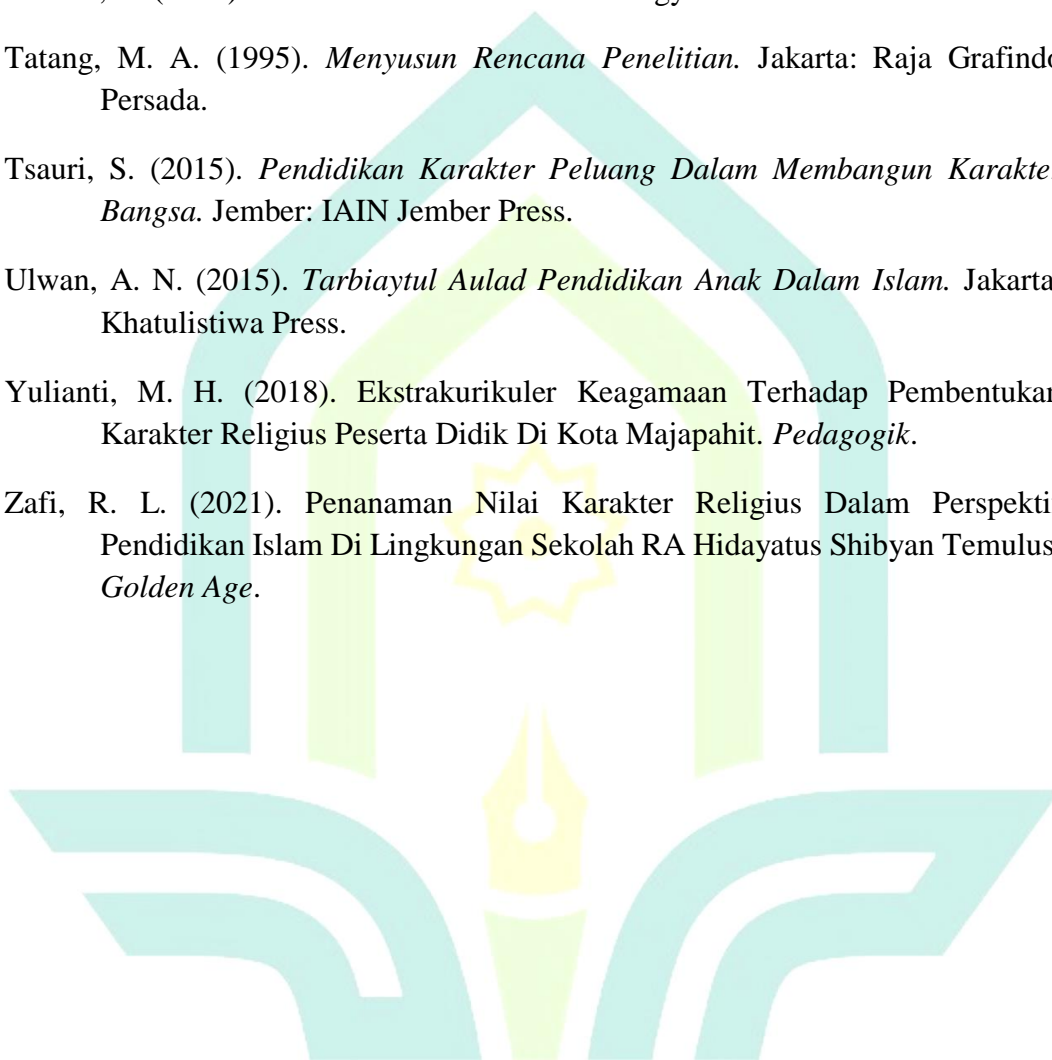 Tatang, M. A. (1995). Menyusun Rencana Penelitian. Jakarta: Raja Grafindo
Persada.
Tsauri, S. (2015). Pendidikan Karakter Peluang Dalam Membangun Karakter
Bangsa. Jember: IAIN Jember Press.
Ulwan, A. N. (2015). Tarbiaytul Aulad Pendidikan Anak Dalam Islam. Jakarta
Khatulistiwa Press.
Yulianti, M. H. (2018). Ekstrakurikuler Keagamaan Terhadap Pembentukan
Karakter Religius Peserta Didik Di Kota Majapahit. Pedagogik.
Zafi, R. L. (2021). Penanaman Nilai Karakter Religius Dalam Perspekti
Pendidikan Islam Di Lingkungan Sekolah RA Hidayatus Shibyan Temulus
Golden Age.